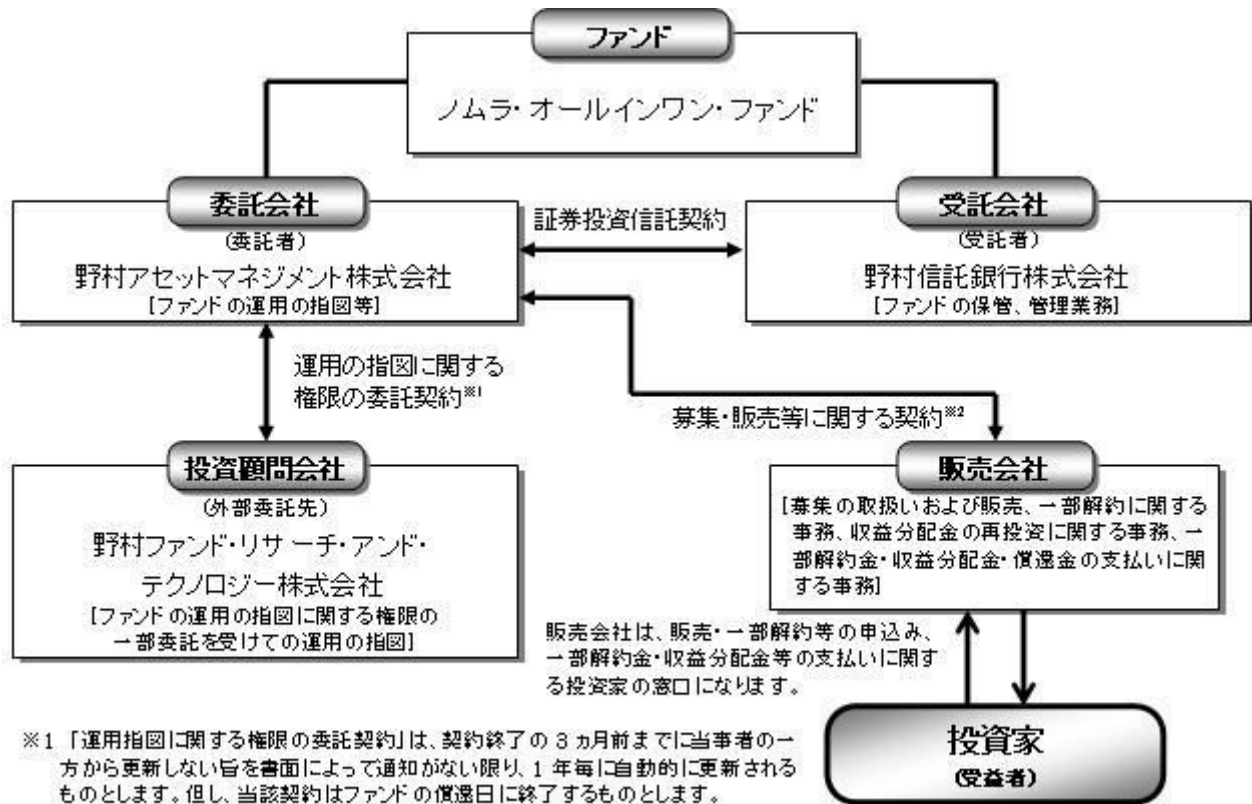 ファンド
ノムラ・オールインワン・ファンド
委託会社
(委託者)
野村アセットマネジメント株式会社
[ファンドの運用の指図等]
証券投資信託契約
受託会社
(受託者)
野村信託銀行株式会社
[ファンドの保管、管理業務]
運用の指図に関する
権限の委託契約※1
募集・販売等に関する契約※2
投資顧問会社
(外部委託先)
野村ファンド・リサーチ・アンド・
テクノロジー株式会社
[ファンドの運用の指図に関する権限の
一部委託を受けての運用の指図]
販売会社
[募集の取扱いおよび販売、一部解約に関する
事務、収益分配金の再投資に関する事務、一
部解約金・収益分配金・償還金の支払いに関
する事務]
販売会社は、販売・一部解約等の申込み、
一部解約金・収益分配金等の支払いに関す
る投資家の窓口になります。
投資家
(受益者)
※1 「運用指図に関する権限の委託契約」は、契約終了の3ヵ月前までに当事者の一
方から更新しない旨を書面によって通知がない限り、1年毎に自動的に更新される
ものとします。但し、当該契約はファンドの償還日に終了するものとします。